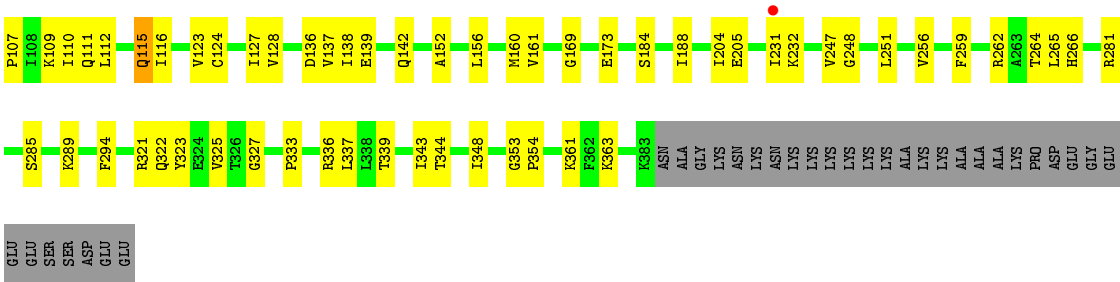 P107 I108 K109 I110 Q111 L112 Q115 I116 V123 C124 I127 V128 D136 V137 I138 E139 Q142 A152 L156 M160 V161 G169 E173 S184 I188 I204 E205 I231 K232 V247 G248 L251 V256 F259 R262 A263 T264 L265 H266 R281
S285 K289 F294 R321 Q322 Y323 E324 V325 T326 G327 P333 R336 L337 L338 T339 I343 T344 I348 G353 P354 K361 F362 K363 K383 ASN ALA GLY LYS ASN LYS ASN LYS LYS LYS LYS LYS LYS ALA LYS LYS ALA ALA ALA LYS PRO ASP GLU GLY GLU
GLU GLU SER SER ASP GLU GLU